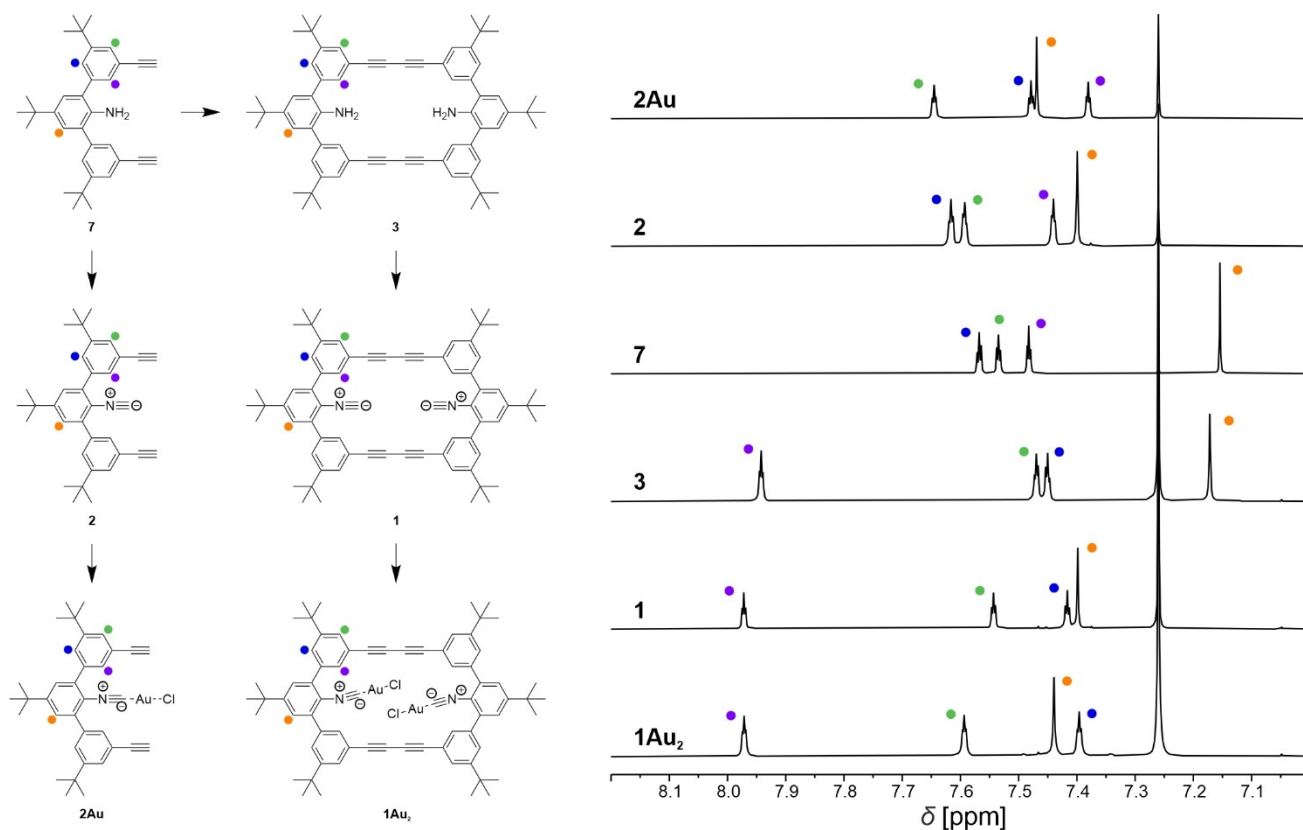 NH₂
7
NH₂
H₂N
3
N
⊕
⊖
2
N
⊕
⊖
⊖
⊕
N
1
⊕
N
Au
Cl
⊖
2Au
⊕
N
Au
Cl
⊖
Cl
Au
⊖
⊕
N
1Au₂
2Au
2
7
3
1
1Au₂
8.1 8.0 7.9 7.8 7.7 7.6 7.5 7.4 7.3 7.2 7.1
δ [ppm]